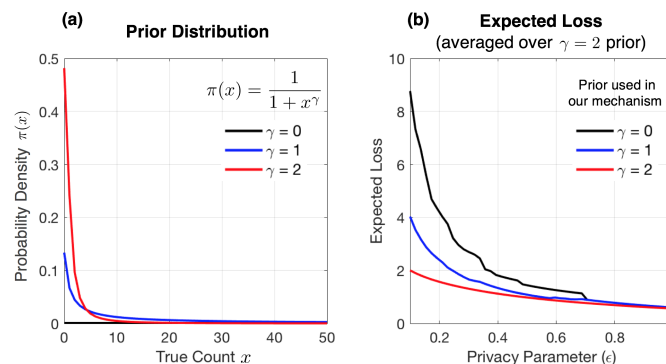 (a)
Prior Distribution
0.5
0.4
0.3
0.2
0.1
0
Probability Density π(x)
π(x) = 1 / (1 + x^γ)
γ = 0
γ = 1
γ = 2
0 10 20 30 40 50
True Count x
(b)
Expected Loss
(averaged over γ = 2 prior)
10
8
6
4
2
0
Expected Loss
Prior used in
our mechanism
γ = 0
γ = 1
γ = 2
0.2 0.4 0.6 0.8
Privacy Parameter (ϵ)